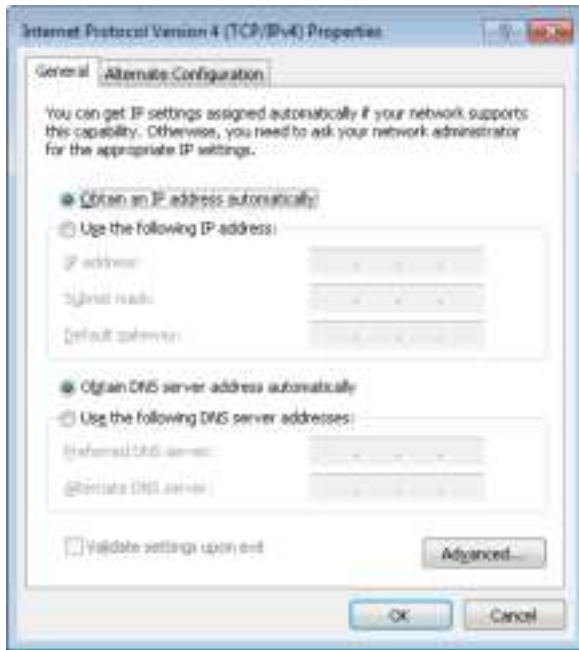 Internet Protocol Version 4 (TCP/IPv4) Properties
General
Alternate Configuration
You can get IP settings assigned automatically if your network supports
this capability. Otherwise, you need to ask your network administrator
for the appropriate IP settings.
Obtain an IP address automatically
Use the following IP address:
IP address:
Subnet mask:
Default gateway:
Obtain DNS server address automatically
Use the following DNS server addresses:
Preferred DNS server:
Alternate DNS server:
Validate settings upon exit
Advanced...
OK
Cancel